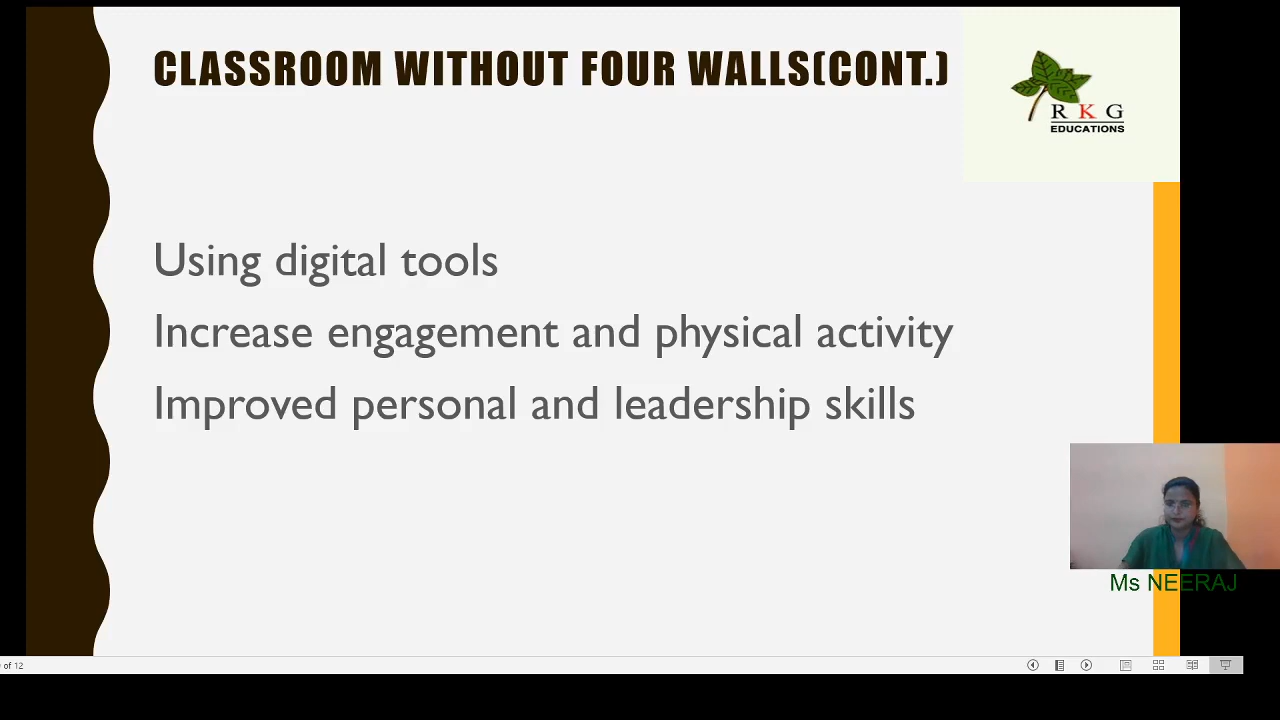 CLASSROOM WITHOUT FOUR WALLS(CONT.)
R K G
EDUCATIONS
Using digital tools
Increase engagement and physical activity
Improved personal and leadership skills
Ms NEERAJ
of 12